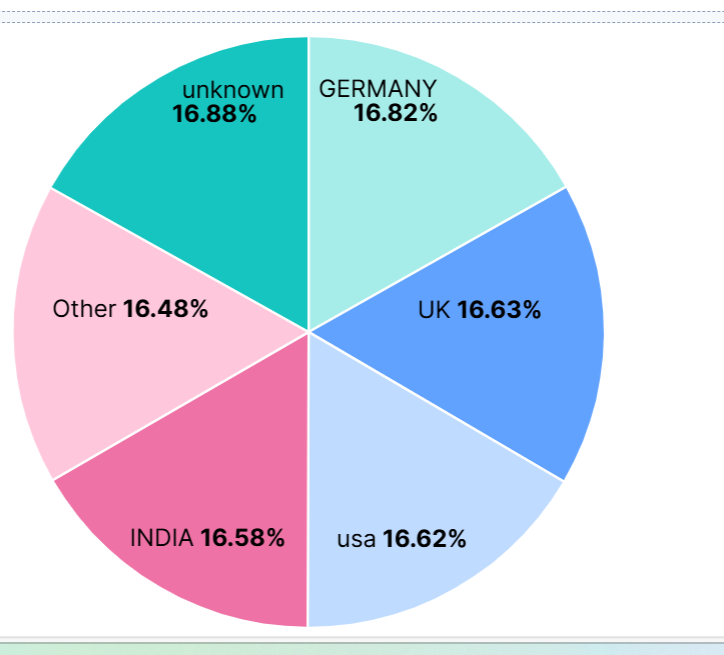 unknown
16.88%
GERMANY
16.82%
Other 16.48%
UK 16.63%
INDIA 16.58%
usa 16.62%